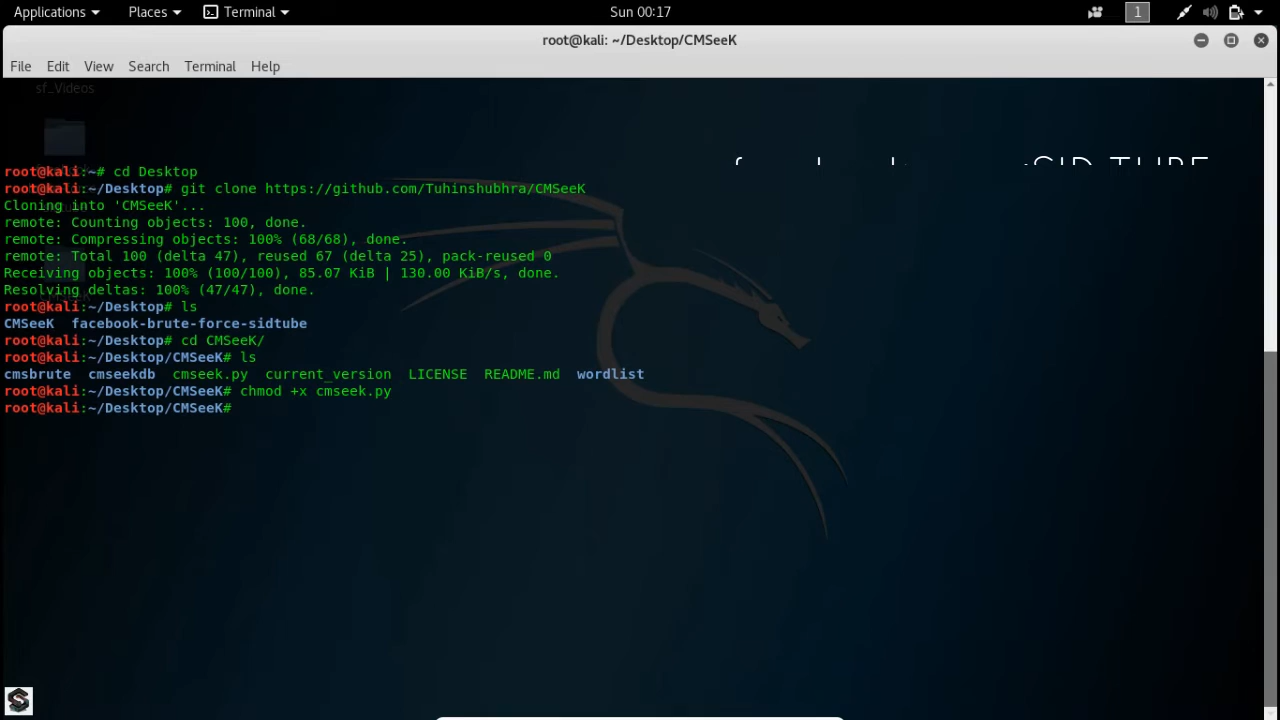 Applications Places Terminal Sun 00:17 1
root@kali: ~/Desktop/CMSeeK
File Edit View Search Terminal Help
sf_Videos
root@kali:~# cd Desktop
root@kali:~/Desktop# git clone https://github.com/Tuhinshubhra/CMSeeK
Cloning into 'CMSeeK'...
remote: Counting objects: 100, done.
remote: Compressing objects: 100% (68/68), done.
remote: Total 100 (delta 47), reused 67 (delta 25), pack-reused 0
Receiving objects: 100% (100/100), 85.07 KiB | 130.00 KiB/s, done.
Resolving deltas: 100% (47/47), done.
root@kali:~/Desktop# ls
CMSeeK facebook-brute-force-sidtube
root@kali:~/Desktop# cd CMSeeK/
root@kali:~/Desktop/CMSeeK# ls
cmsbrute cmseekdb cmseek.py current_version LICENSE README.md wordlist
root@kali:~/Desktop/CMSeeK# chmod +x cmseek.py
root@kali:~/Desktop/CMSeeK#